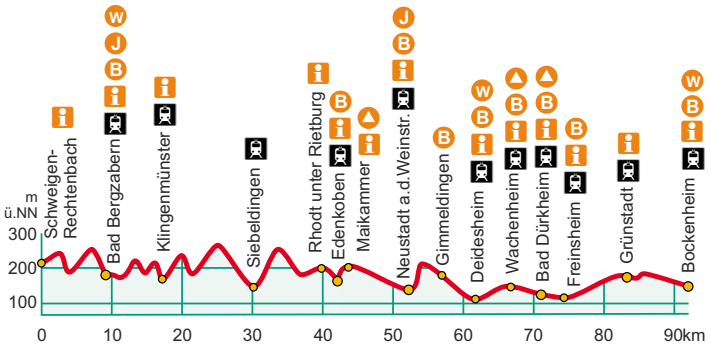 W
J
B
i
Schweigen-
Rechtenbach
i
Bad Bergzabern
i
Klingenmünster
Siebeldingen
i
Rhodt unter Rietburg
B
i
Edenkoben
i
Maikammer
J
B
i
Neustadt a.d.Weinstr.
B
Gimmeldingen
W
B
i
Deidesheim
B
i
Wachenheim
B
i
Bad Dürkheim
B
i
Freinsheim
i
Grünstadt
W
B
i
Bockenheim
m
ü.NN
300
200
100
0 10 20 30 40 50 60 70 80 90km